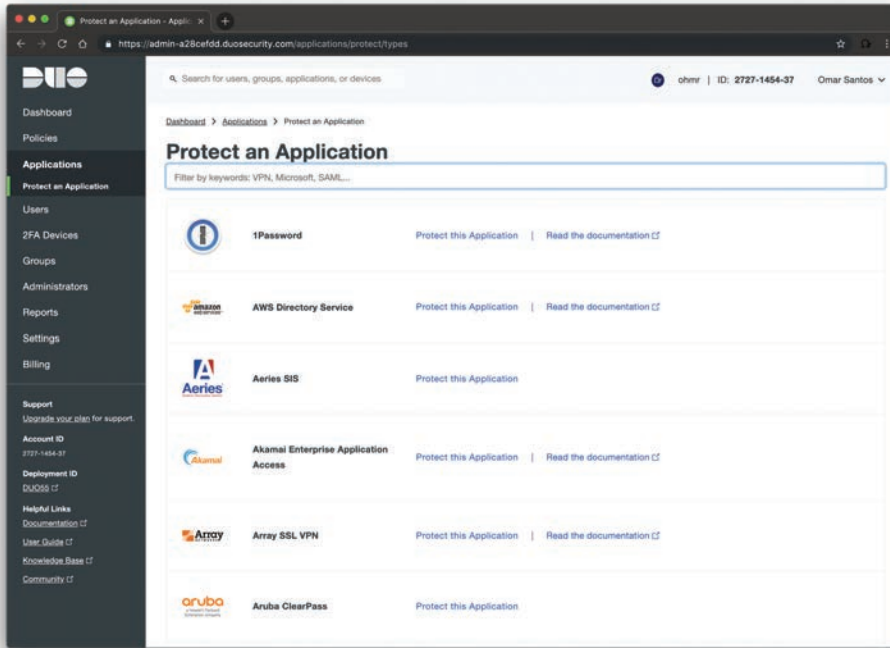 Protect an Application - Applic
https://admin-a28cefdd.duosecurity.com/applications/protect/types
DUO
Search for users, groups, applications, or devices
ohmr | ID: 2727-1454-37
Omar Santos
Dashboard
Policies
Applications
Protect an Application
Users
2FA Devices
Groups
Administrators
Reports
Settings
Billing
Support
Upgrade your plan for support.
Account ID
2727-1454-37
Deployment ID
DUO55
Helpful Links
Documentation
User Guide
Knowledge Base
Community
Dashboard > Applications > Protect an Application
Protect an Application
Filter by keywords: VPN, Microsoft, SAML...
1Password Protect this Application | Read the documentation
amazon
web services
AWS Directory Service Protect this Application | Read the documentation
Aeries
Aeries SIS Protect this Application
Akamai
Akamai Enterprise Application
Access
Protect this Application | Read the documentation
Array
Array SSL VPN Protect this Application | Read the documentation
aruba
Aruba ClearPass Protect this Application